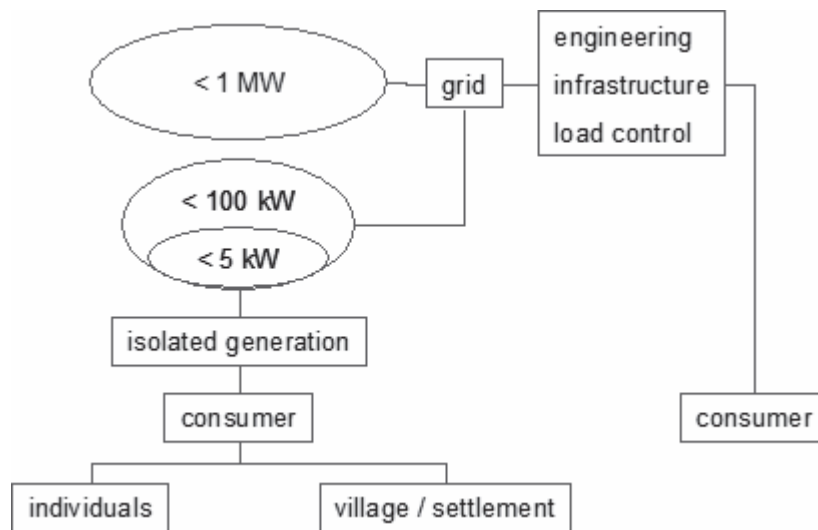 < 1 MW
grid
engineering
infrastructure
load control
< 100 kW
< 5 kW
isolated generation
consumer
consumer
individuals
village / settlement